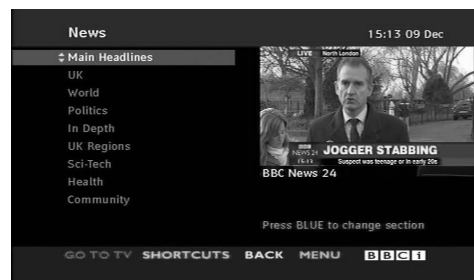 News 15:13 09 Dec
Main Headlines
UK
World
Politics
In Depth
UK Regions
Sci-Tech
Health
Community
LIVE North London
NEWS 24 JOGGER STABBING
15:13 Suspect was teenage or in early 20s
BBC News 24
Press BLUE to change section
GO TO TV SHORTCUTS BACK MENU BBCi